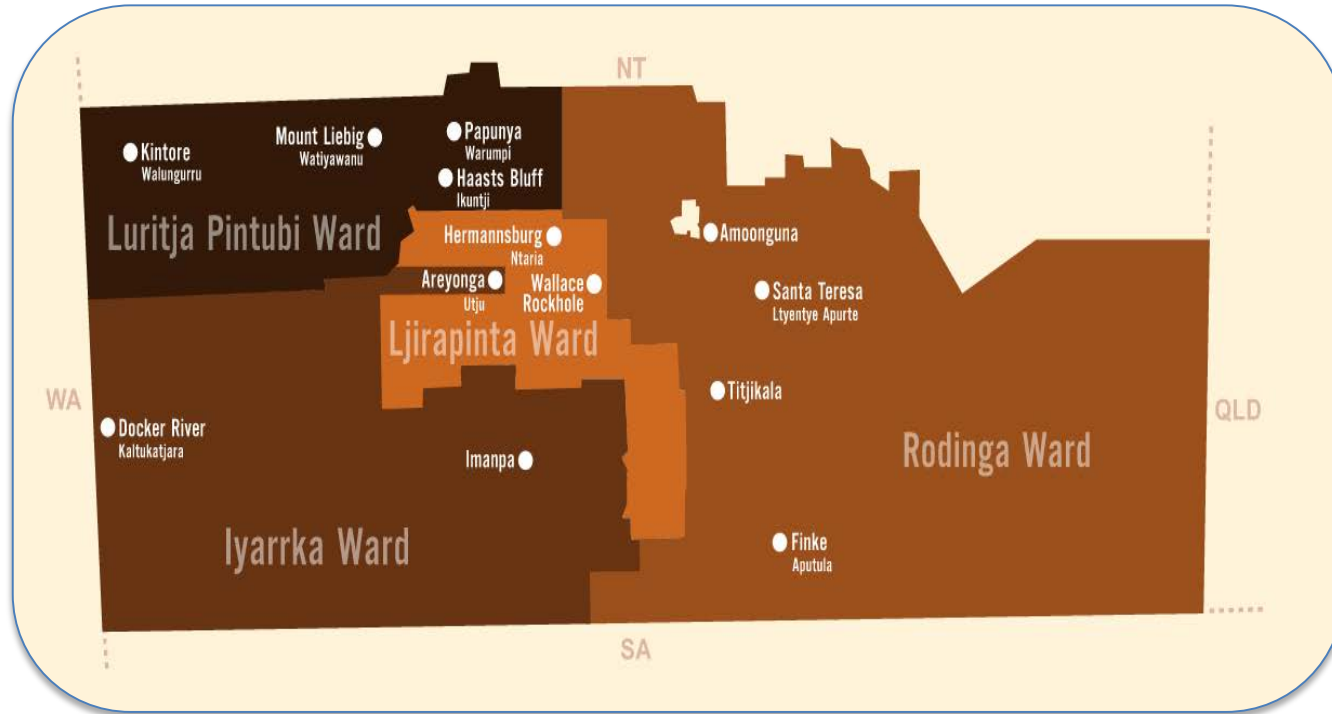 NT
Kintore
Walungurru
Mount Liebig
Watiyawanu
Papunya
Warumpi
Haasts Bluff
Ikuntji
Luritja Pintubi Ward
Hermannsburg
Ntaria
Areyonga
Utju
Wallace
Rockhole
Ljirapinta Ward
Amoonguna
Santa Teresa
Ltyentye Apurte
Titjikala
WA
QLD
Docker River
Kaltukatjara
Imanpa
Rodinga Ward
Iyarrka Ward
Finke
Aputula
SA